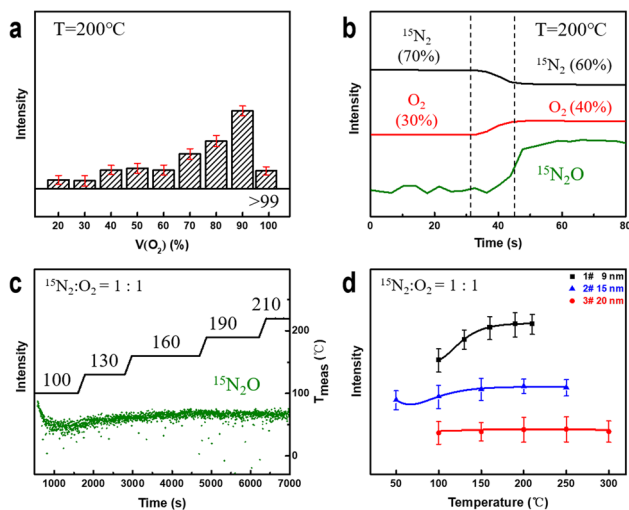 a
T=200℃
Intensity
>99
20 30 40 50 60 70 80 90 100
V(O₂) (%)
b
T=200℃
¹⁵N₂
(70%)
¹⁵N₂ (60%)
O₂
(30%)
O₂ (40%)
¹⁵N₂O
Intensity
0 20 40 60 80
Time (s)
c
¹⁵N₂:O₂ = 1 : 1
210
190
160
130
100
¹⁵N₂O
Intensity
200
100
0
Tmeas (℃)
1000 2000 3000 4000 5000 6000 7000
Time (s)
d
¹⁵N₂:O₂ = 1 : 1
1# 9 nm
2# 15 nm
3# 20 nm
Intensity
50 100 150 200 250 300
Temperature (℃)